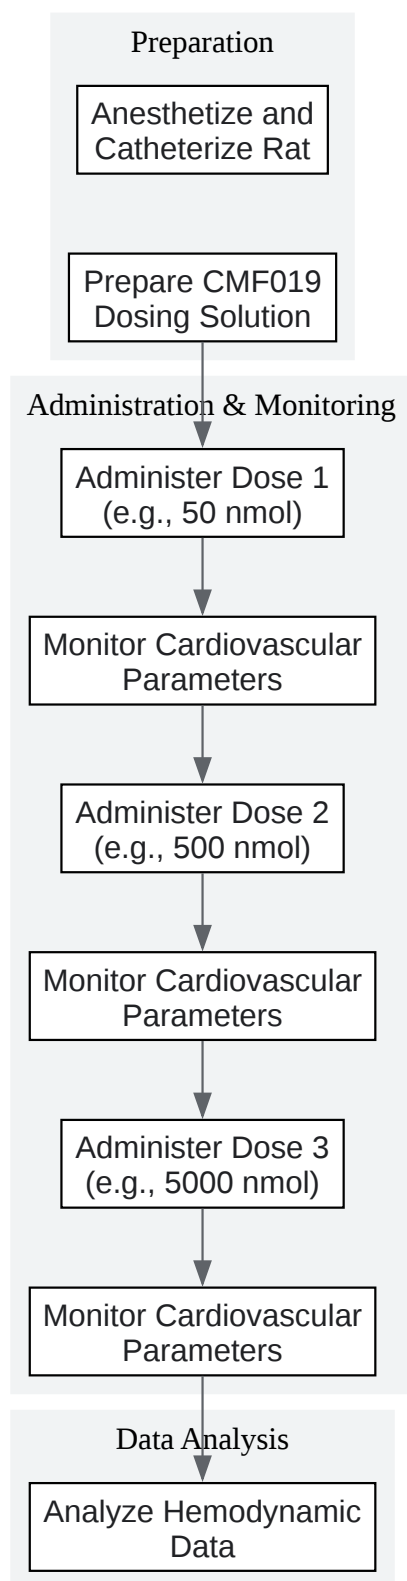 Preparation
Anesthetize and
Catheterize Rat
Prepare CMF019
Dosing Solution
Administration & Monitoring
Administer Dose 1
(e.g., 50 nmol)
Monitor Cardiovascular
Parameters
Administer Dose 2
(e.g., 500 nmol)
Monitor Cardiovascular
Parameters
Administer Dose 3
(e.g., 5000 nmol)
Monitor Cardiovascular
Parameters
Data Analysis
Analyze Hemodynamic
Data